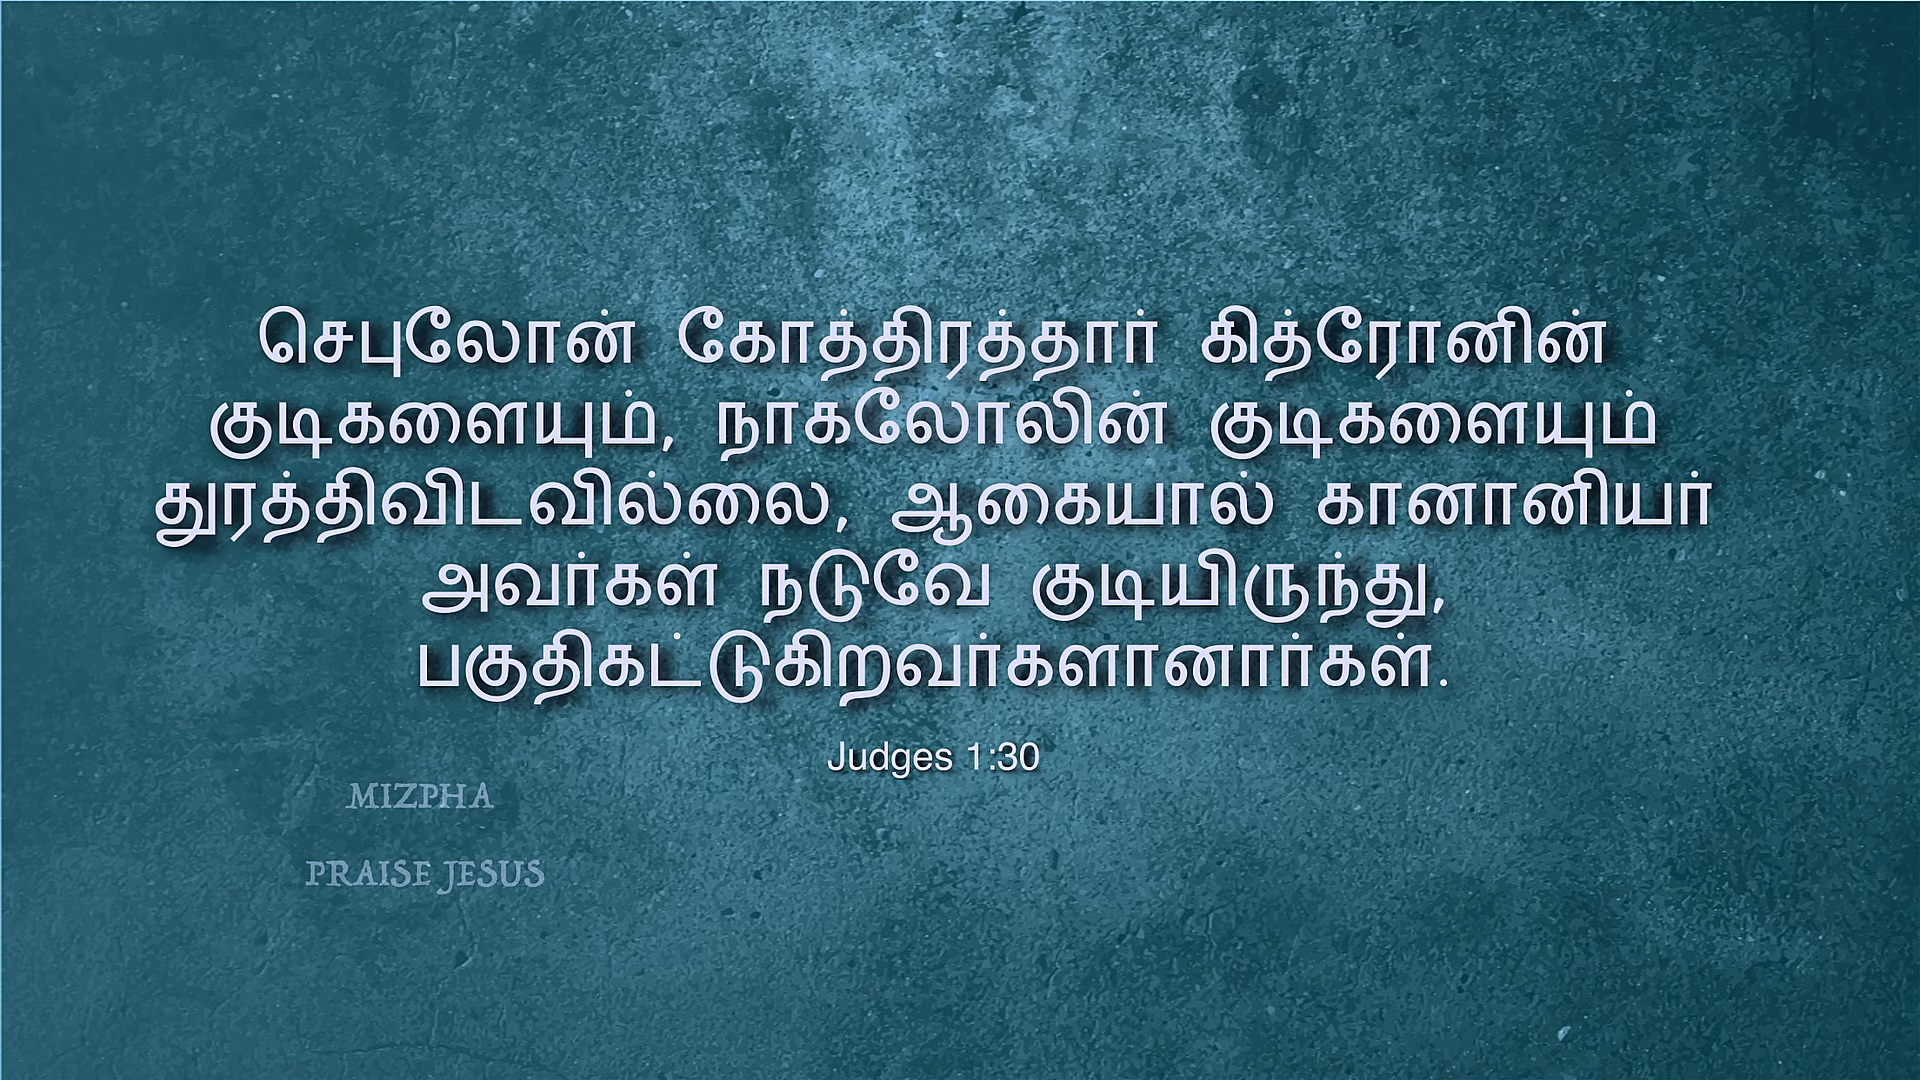 செபுலோன் கோத்திரத்தார் கித்ரோனின்
குடிகளையும், நாகலோலின் குடிகளையும்
துரத்திவிடவில்லை, ஆகையால் கானானியர்
அவர்கள் நடுவே குடியிருந்து,
பகுதிகட்டுகிறவர்களானார்கள்.
Judges 1:30
MIZPHA
PRAISE JESUS